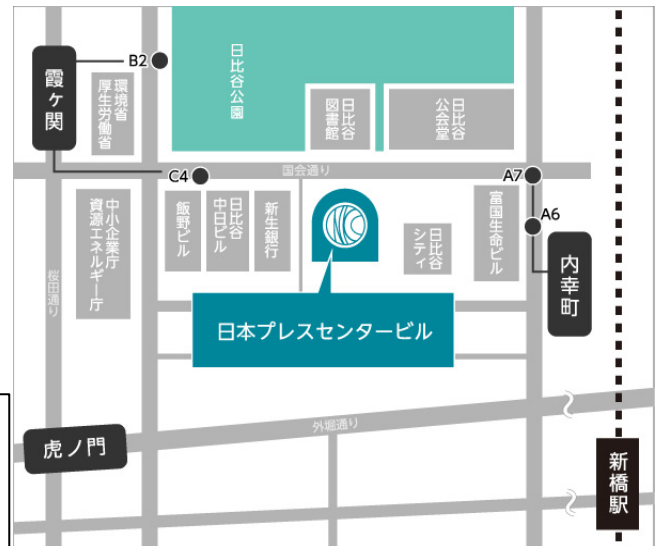 B2
霞ヶ関
環境省
厚生労働省
日比谷公園
日比谷
図書館
日比谷
公会堂
C4
国会通り
A7
A6
中小企業庁
資源エネルギー庁
桜田通り
飯野ビル
日比谷
中日ビル
新生銀行
日比谷
シティ
富国生命ビル
内幸町
日本プレスセンタービル
外堀通り
虎ノ門
新橋駅